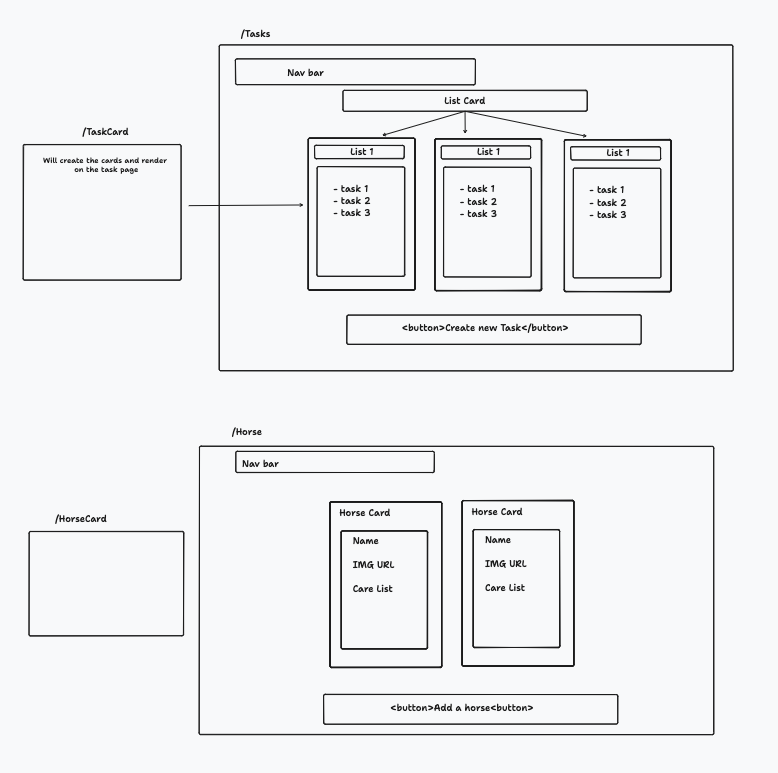 /Tasks
Nav bar
List Card
/TaskCard
Will create the cards and render
on the task page
List 1
- task 1
- task 2
- task 3
List 1
- task 1
- task 2
- task 3
List 1
- task 1
- task 2
- task 3
<button>Create new Task</button>
/Horse
Nav bar
/HorseCard
Horse Card
Name
IMG URL
Care List
Horse Card
Name
IMG URL
Care List
<button>Add a horse<button>